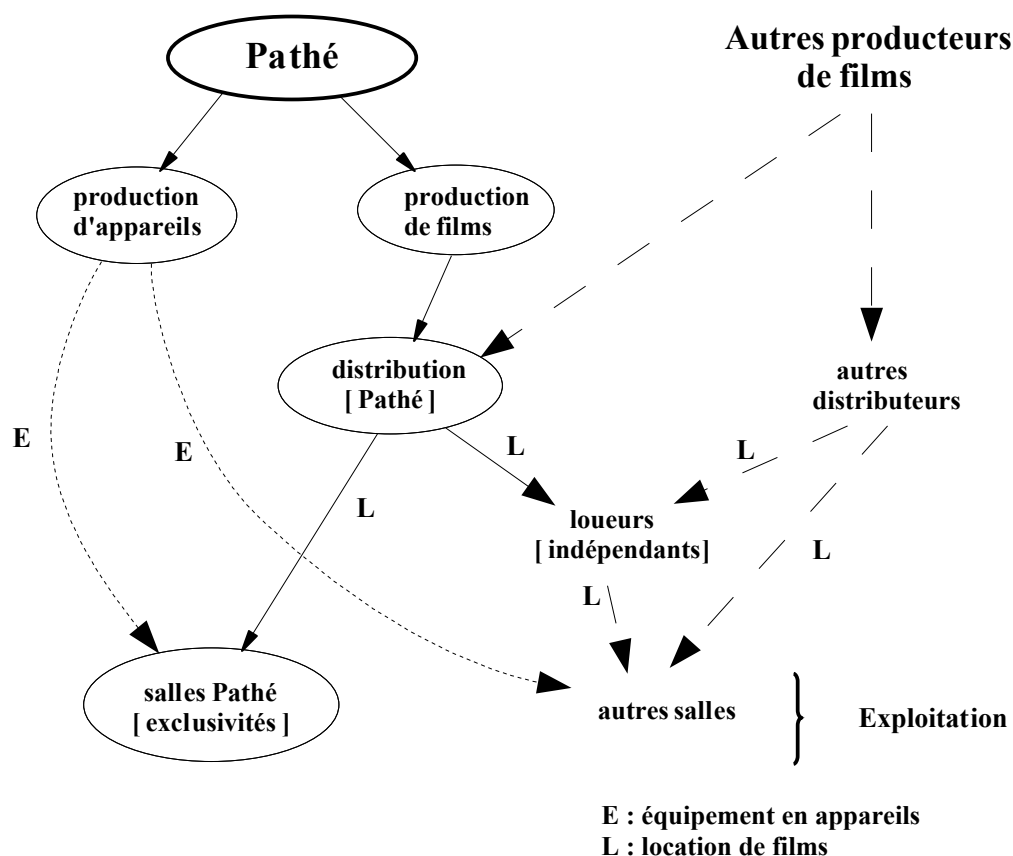 Pathé
Autres producteurs
de films
production
d'appareils
production
de films
distribution
[ Pathé ]
autres
distributeurs
E
E
L
L
L
L
loueurs
[ indépendants]
L
salles Pathé
[ exclusivités ]
autres salles
Exploitation
E : équipement en appareils
L : location de films